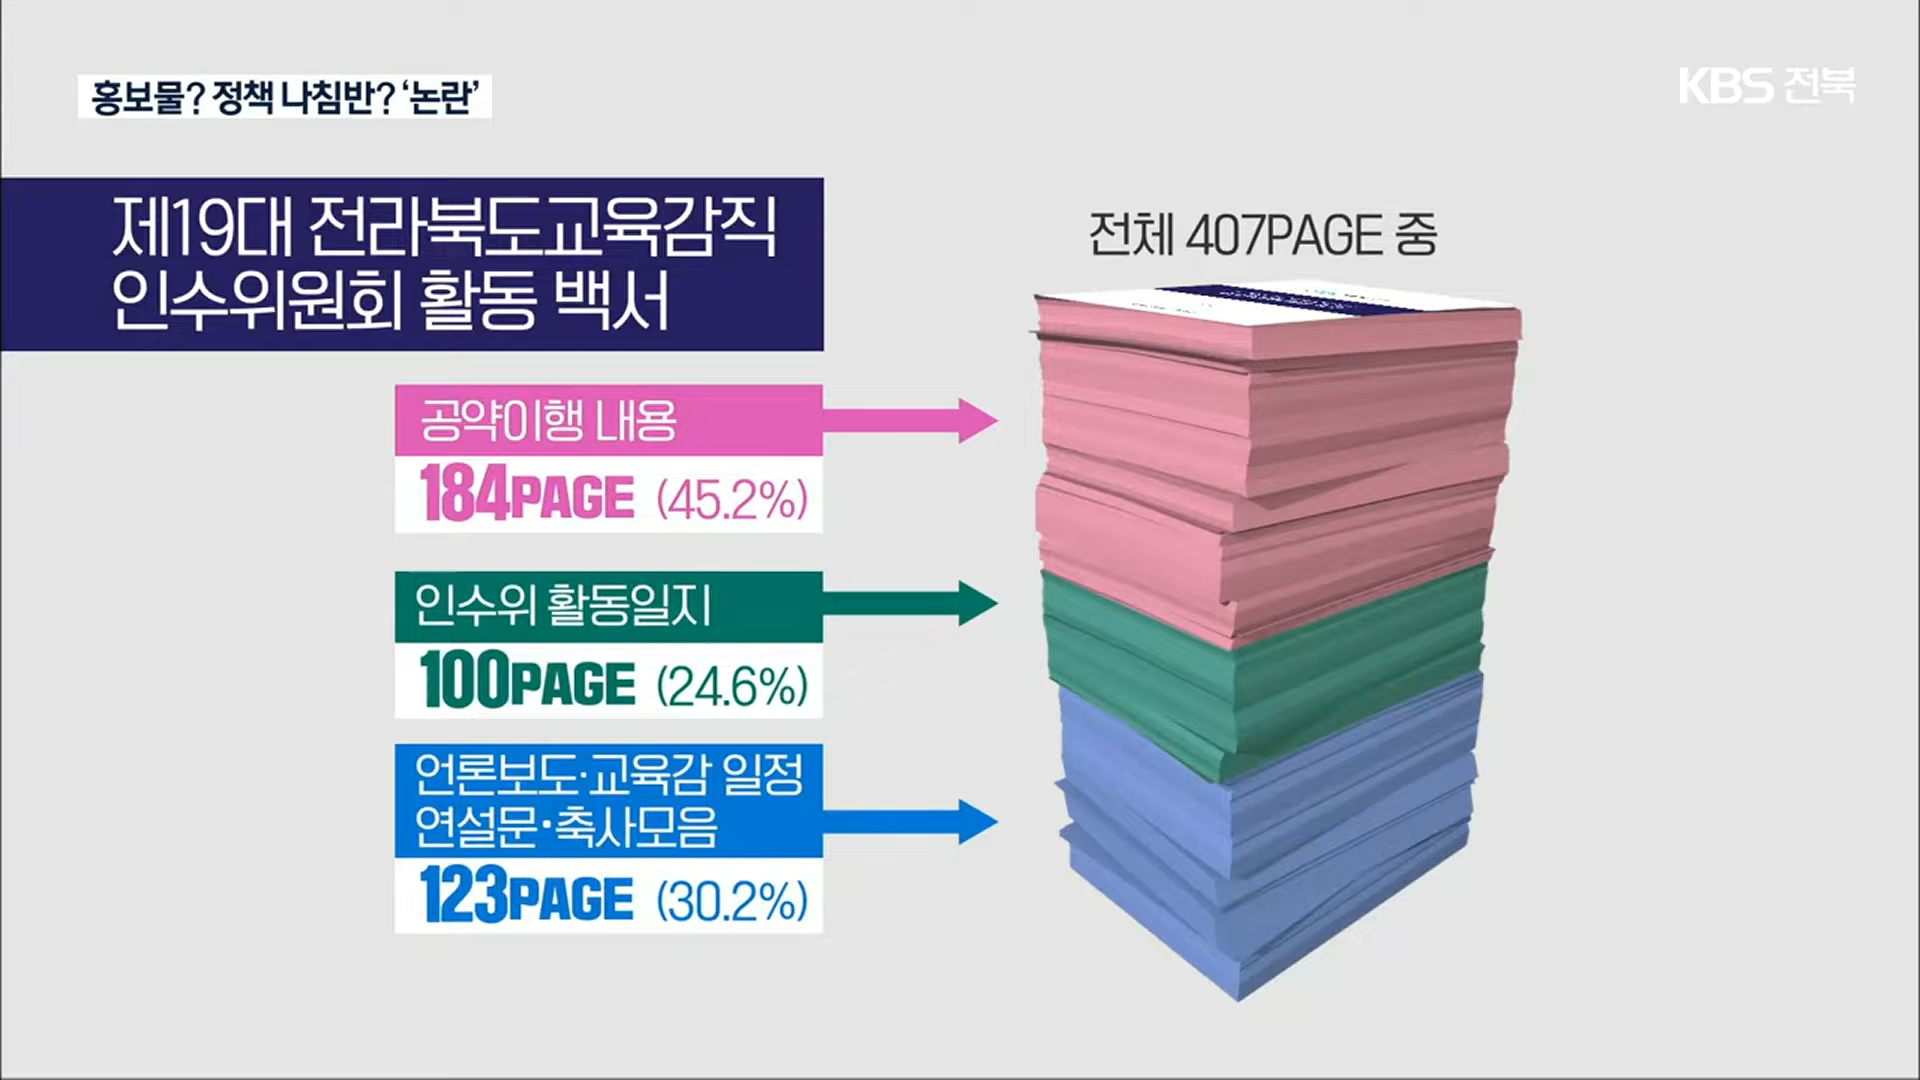 홍보물? 정책 나침반? ‘논란’
KBS 전북
제19대 전라북도교육감직
인수위원회 활동 백서
전체 407PAGE 중
공약이행 내용
184PAGE (45.2%)
인수위 활동일지
100PAGE (24.6%)
언론보도·교육감 일정
연설문·축사모음
123PAGE (30.2%)